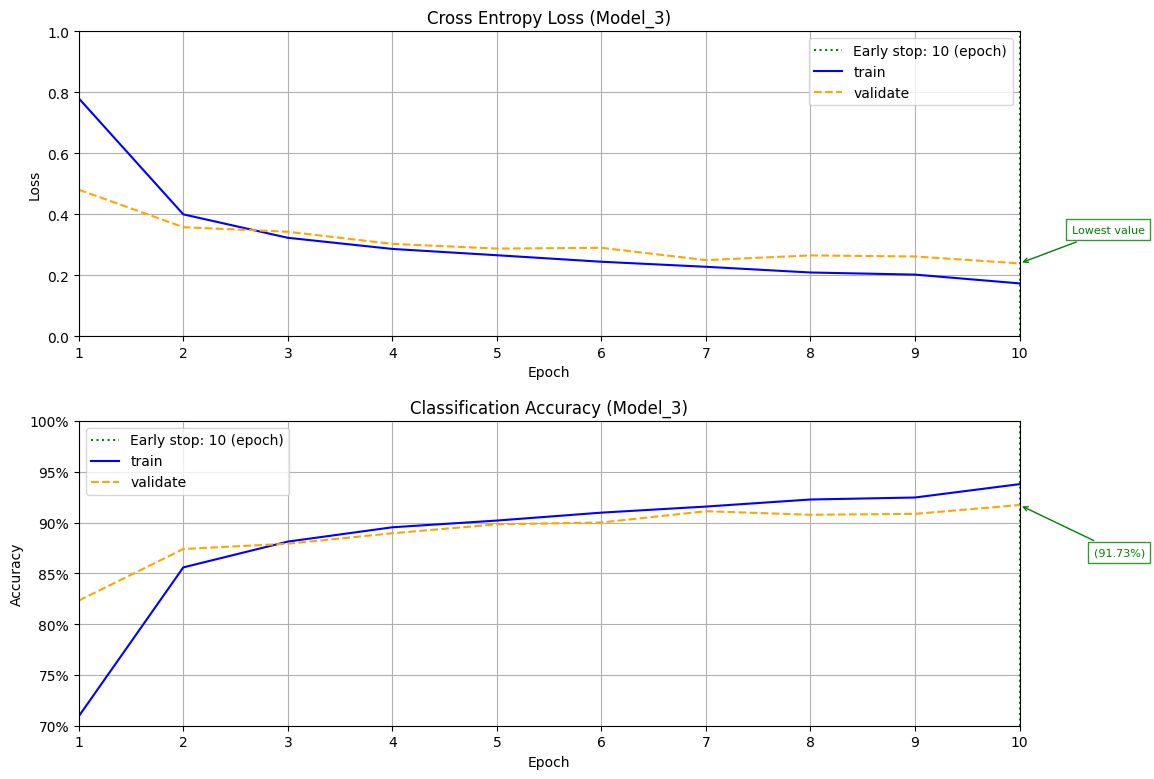 Cross Entropy Loss (Model_3)
1.0
0.8
0.6
0.4
0.2
0.0
Loss
Early stop: 10 (epoch)
train
validate
Lowest value
1 2 3 4 5 6 7 8 9 10
Epoch
Classification Accuracy (Model_3)
100%
95%
90%
85%
80%
75%
70%
Accuracy
Early stop: 10 (epoch)
train
validate
(91.73%)
1 2 3 4 5 6 7 8 9 10
Epoch